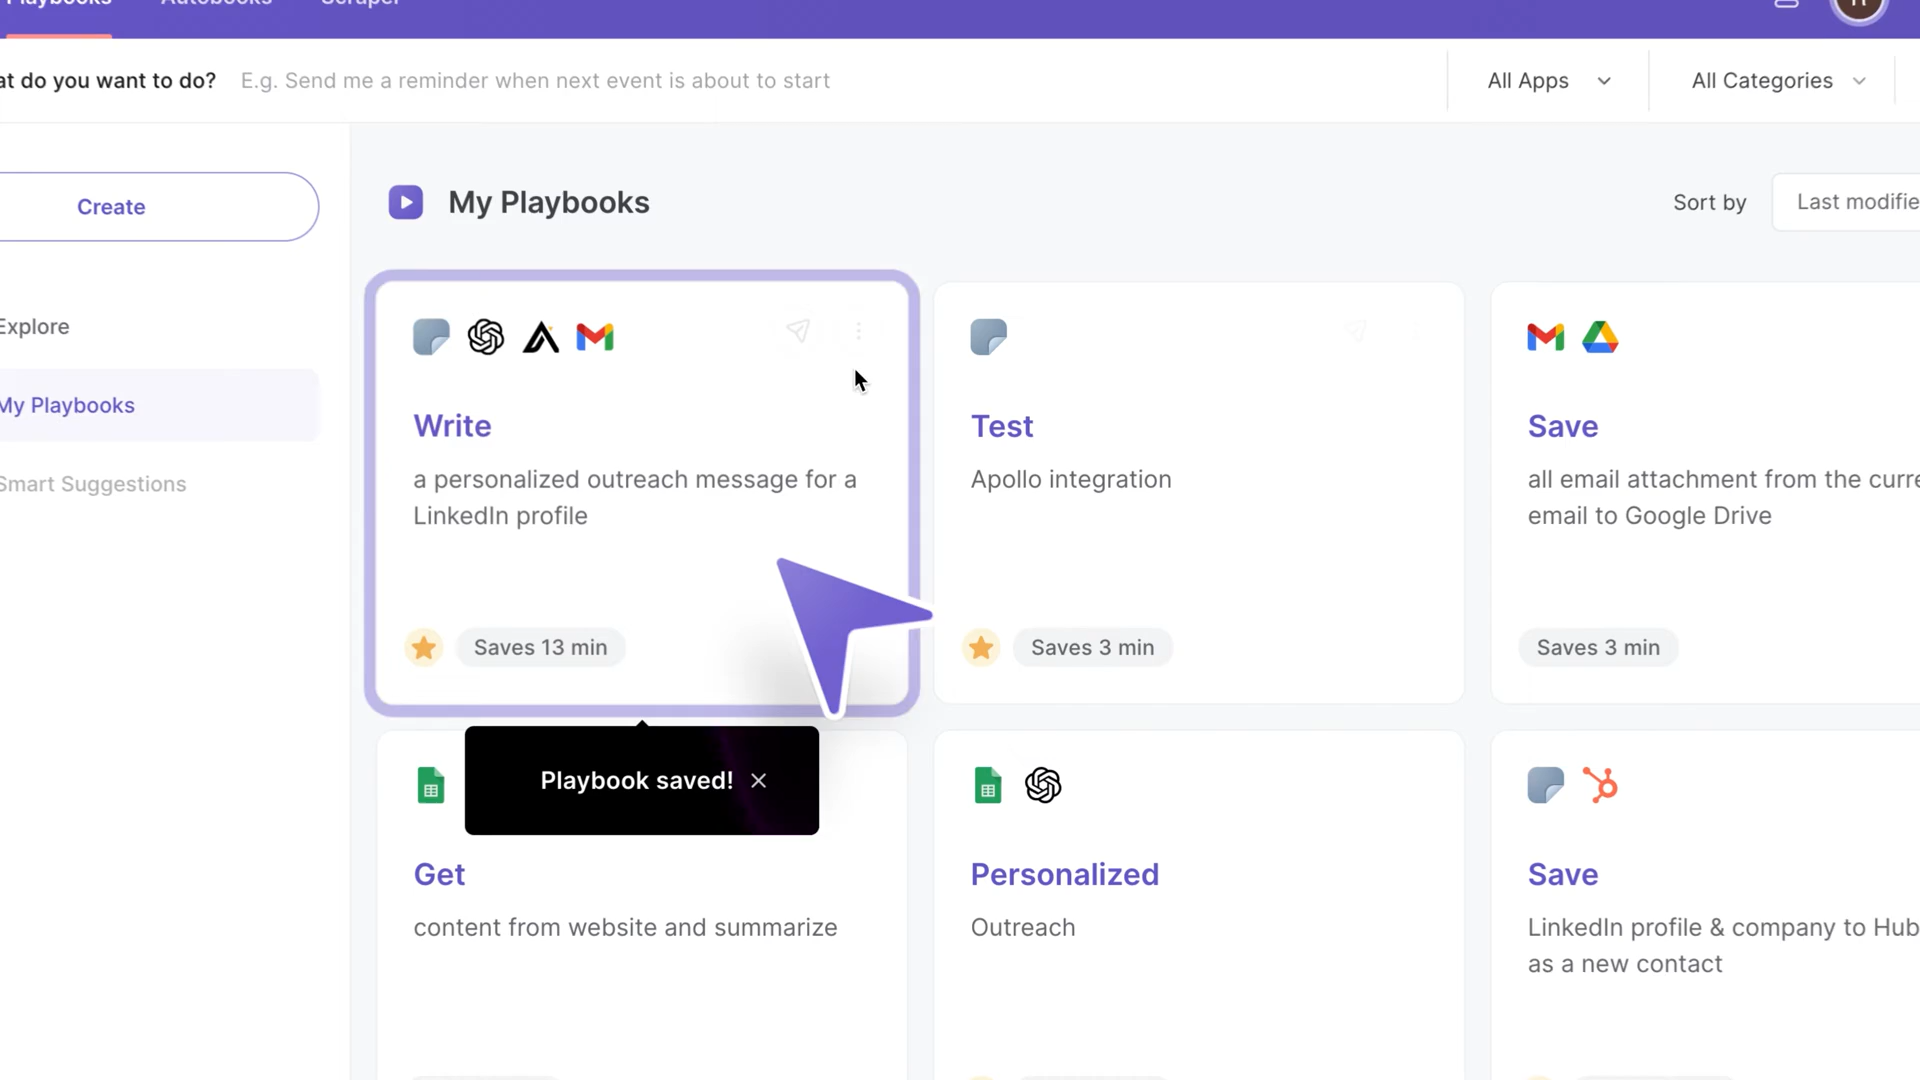 Playbooks Autobooks Scraper
at do you want to do? E.g. Send me a reminder when next event is about to start All Apps All Categories
Create
My Playbooks
Sort by Last modifie
Explore
My Playbooks
Smart Suggestions
Write
a personalized outreach message for a
LinkedIn profile
Saves 13 min
Test
Apollo integration
Saves 3 min
Save
all email attachment from the curre
email to Google Drive
Saves 3 min
Playbook saved!
Get
content from website and summarize
Personalized
Outreach
Save
LinkedIn profile & company to Hub
as a new contact